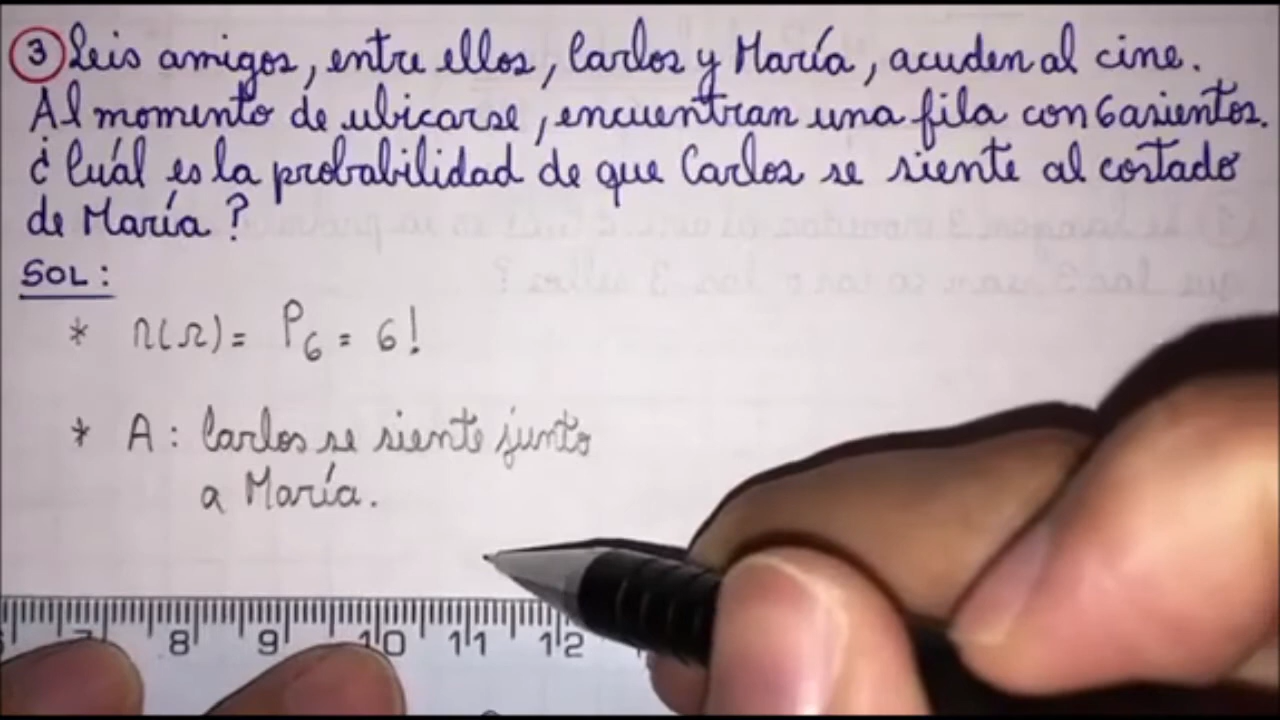 3 Seis amigos, entre ellos, Carlos y María, acuden al cine.
Al momento de ubicarse, encuentran una fila con 6 asientos.
¿Cuál es la probabilidad de que Carlos se siente al costado
de María?
SOL:
* n(Ω) = P₆ = 6!
* A: Carlos se siente junto
a María.
8 9 10 11 12